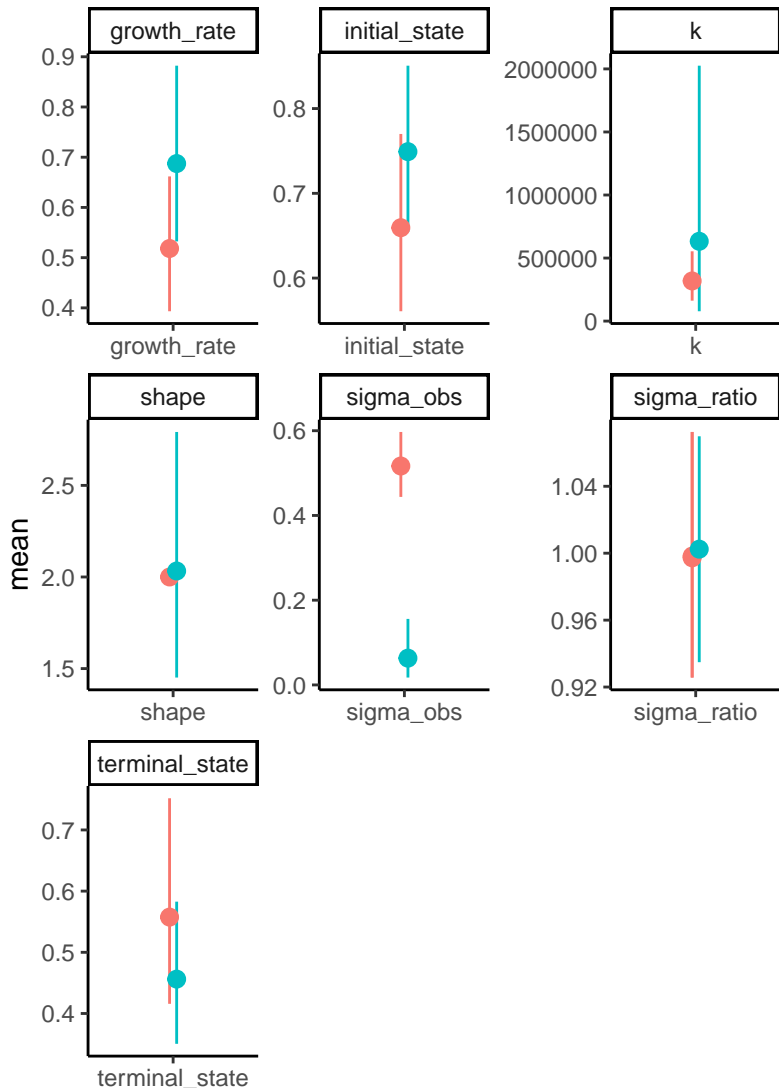 growth_rate
initial_state
k
0.9
0.8
0.7
0.6
0.5
0.4
0.8
0.7
0.6
2000000
1500000
1000000
500000
0
growth_rate
initial_state
k
shape
sigma_obs
sigma_ratio
mean
2.5
2.0
1.5
0.6
0.4
0.2
0.0
1.04
1.00
0.96
0.92
shape
sigma_obs
sigma_ratio
terminal_state
0.7
0.6
0.5
0.4
terminal_state